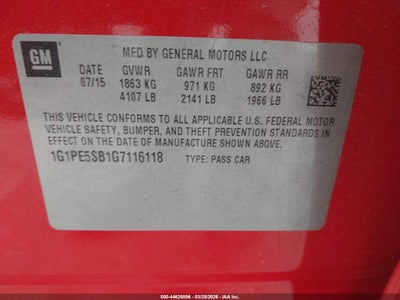 GM
MFD BY GENERAL MOTORS LLC
DATE GVWR GAWR FRT GAWR RR
07/15 1863 KG 971 KG 892 KG
4107 LB 2141 LB 1966 LB
THIS VEHICLE CONFORMS TO ALL APPLICABLE U.S. FEDERAL MOTOR
VEHICLE SAFETY, BUMPER, AND THEFT PREVENTION STANDARDS IN
EFFECT ON THE DATE OF MANUFACTURE SHOWN ABOVE.
1G1PE5SB1G7116118 TYPE: PASS CAR
000-44626096 - 03/29/2026 - IAAI.COM